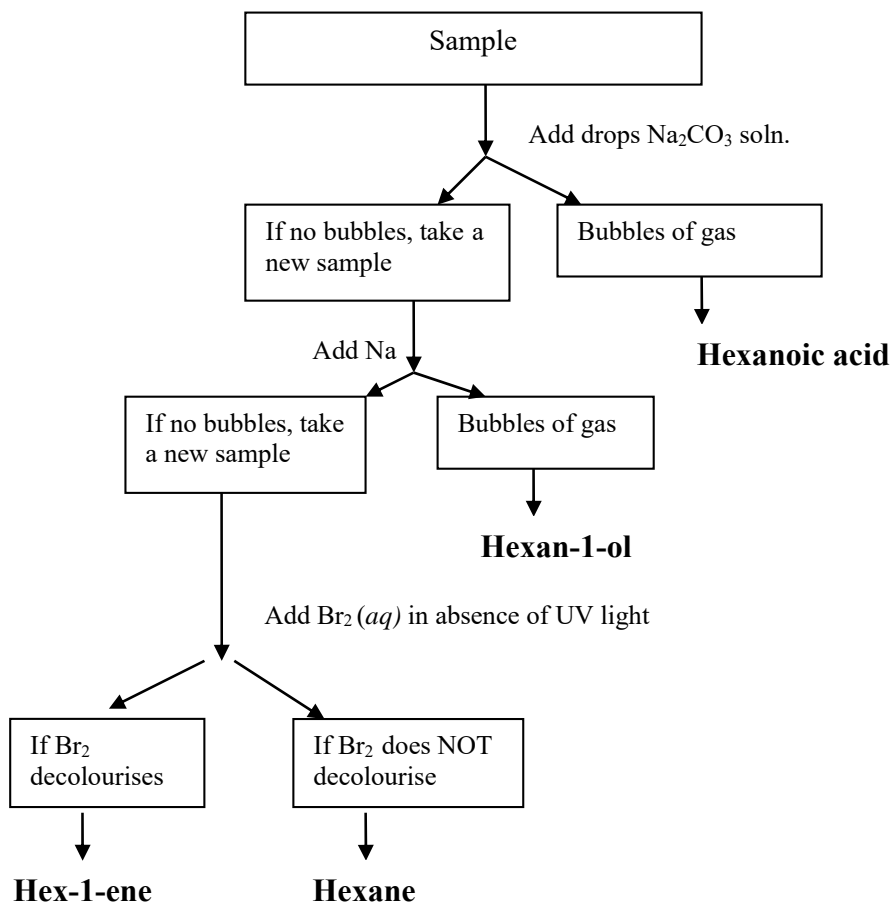 Sample
Add drops Na₂CO₃ soln.
If no bubbles, take a
new sample
Bubbles of gas
Hexanoic acid
Add Na
If no bubbles, take
a new sample
Bubbles of gas
Hexan-1-ol
Add Br₂ (aq) in absence of UV light
If Br₂
decolourises
If Br₂ does NOT
decolourise
Hex-1-ene
Hexane